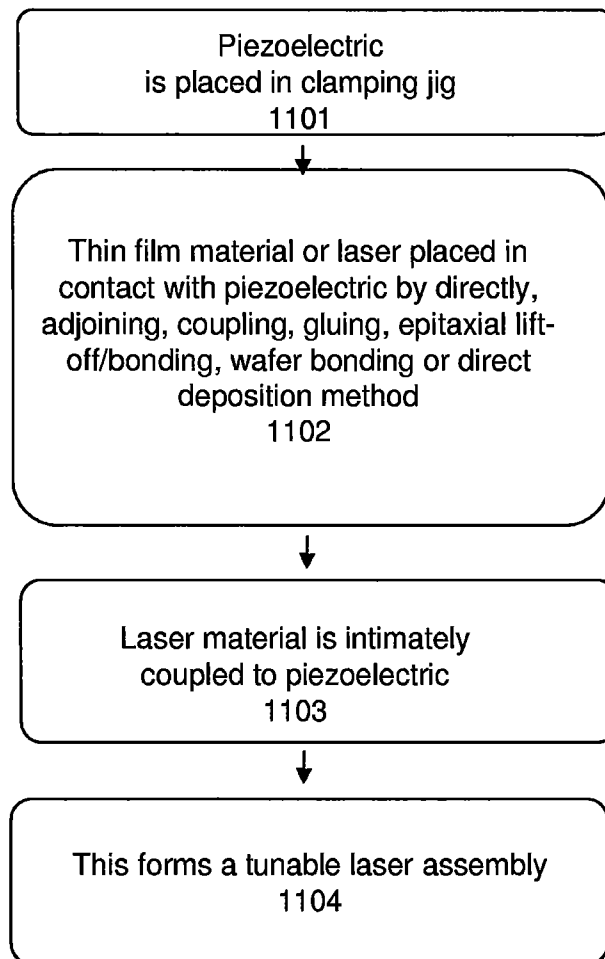 Piezoelectric
is placed in clamping jig
1101
Thin film material or laser placed in
contact with piezoelectric by directly,
adjoining, coupling, gluing, epitaxial lift-
off/bonding, wafer bonding or direct
deposition method
1102
Laser material is intimately
coupled to piezoelectric
1103
This forms a tunable laser assembly
1104